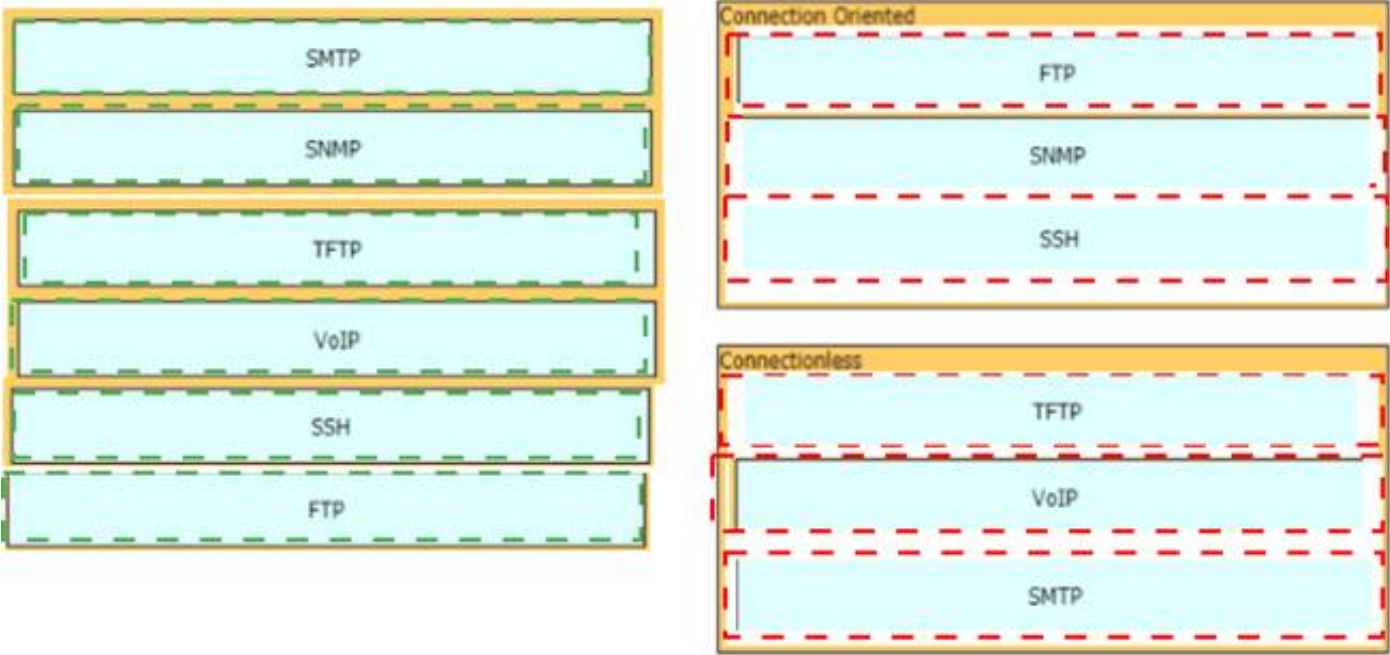 SMTP
SNMP
TFTP
VoIP
SSH
FTP
Connection Oriented
FTP
SNMP
SSH
Connectionless
TFTP
VoIP
SMTP